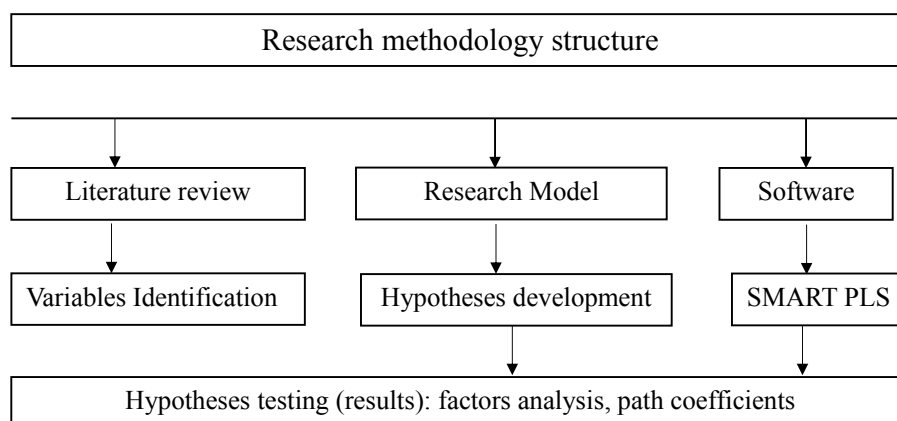 Research methodology structure
Literature review
Research Model
Software
Variables Identification
Hypotheses development
SMART PLS
Hypotheses testing (results): factors analysis, path coefficients